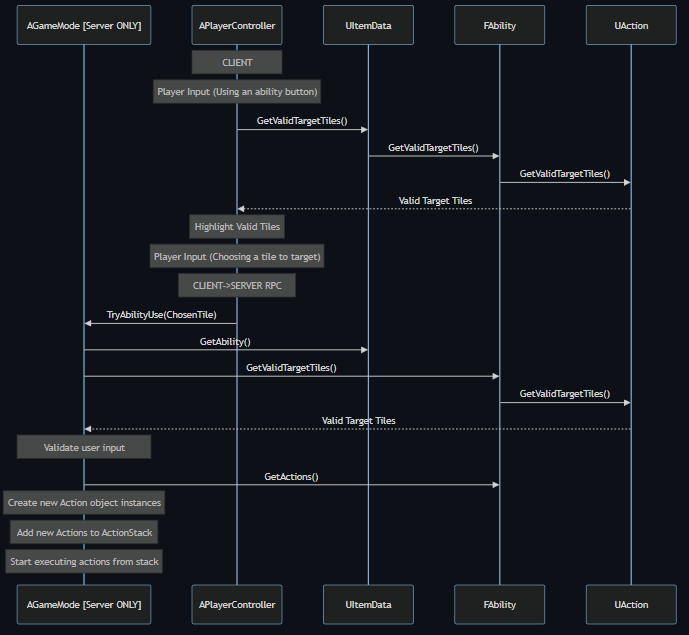 AGameMode [Server ONLY]
APlayerController
UItemData
FAbility
UAction
CLIENT
Player Input (Using an ability button)
GetValidTargetTiles()
GetValidTargetTiles()
GetValidTargetTiles()
Valid Target Tiles
Highlight Valid Tiles
Player Input (Choosing a tile to target)
CLIENT->SERVER RPC
TryAbilityUse(ChosenTile)
GetAbility()
GetValidTargetTiles()
GetValidTargetTiles()
Valid Target Tiles
Validate user input
GetActions()
Create new Action object instances
Add new Actions to ActionStack
Start executing actions from stack
AGameMode [Server ONLY]
APlayerController
UItemData
FAbility
UAction